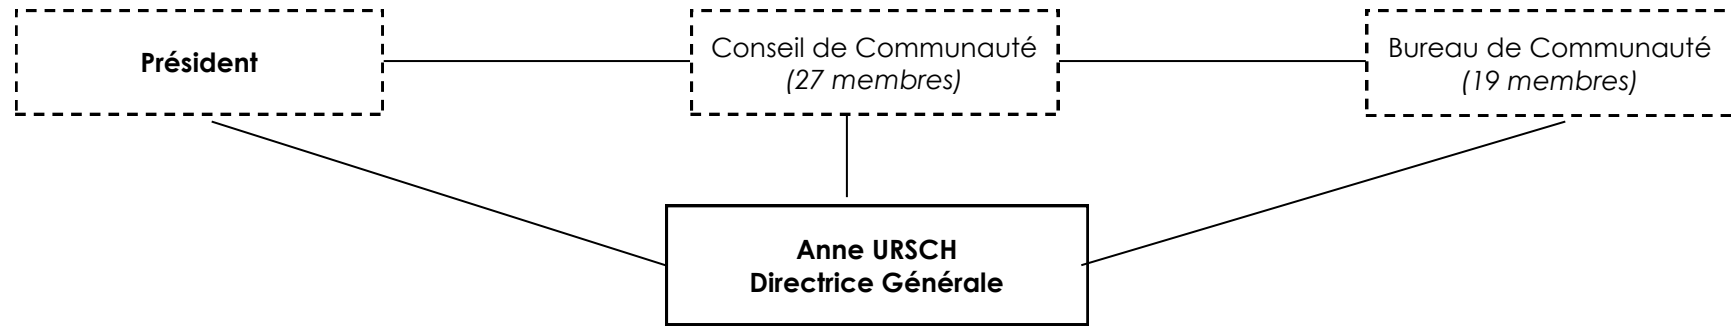 Président
Conseil de Communauté
(27 membres)
Bureau de Communauté
(19 membres)
Anne URSCH
Directrice Générale